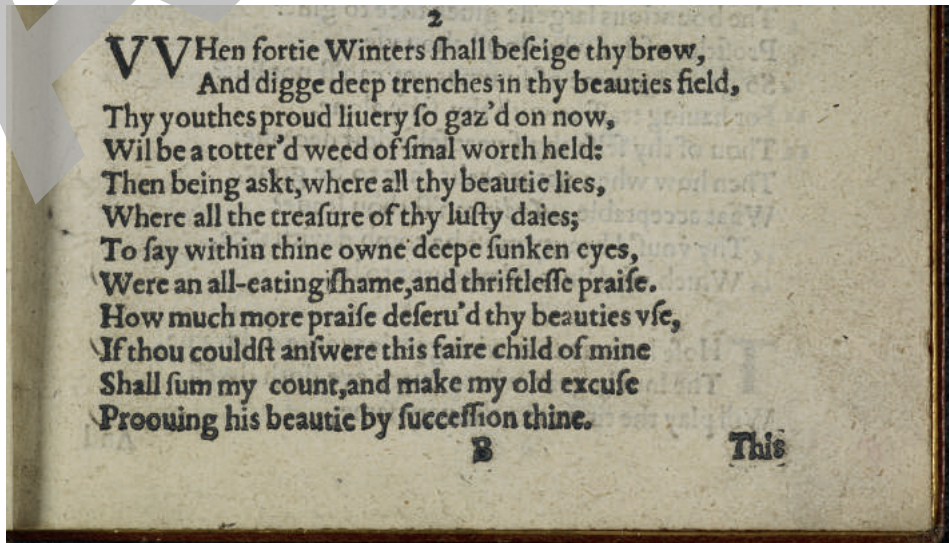 2
VVHen fortie Winters ſhall beſeige thy brow,
And digge deep trenches in thy beauties field,
Thy youthes proud liuery ſo gaz'd on now,
Wil be a totter'd weed of ſmal worth held:
Then being askt,where all thy beautie lies,
Where all the treaſure of thy luſty daies;
To ſay within thine owne deepe ſunken eyes,
Were an all-eating ſhame,and thriftleſſe praiſe.
How much more praiſe deſeru'd thy beauties vſe,
If thou couldſt anſwere this faire child of mine
Shall ſum my count,and make my old excuſe
Proouing his beautie by ſucceſſion thine.
B This